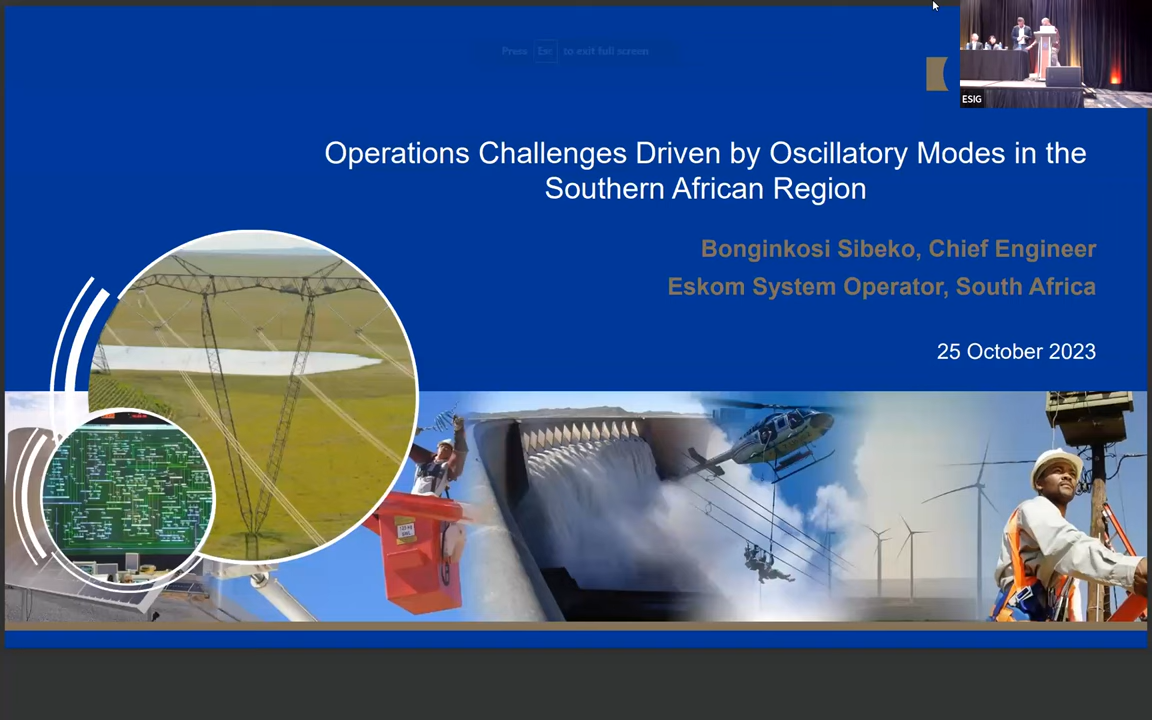 Press Esc to exit full screen
ESIG
Operations Challenges Driven by Oscillatory Modes in the
Southern African Region
Bonginkosi Sibeko, Chief Engineer
Eskom System Operator, South Africa
25 October 2023